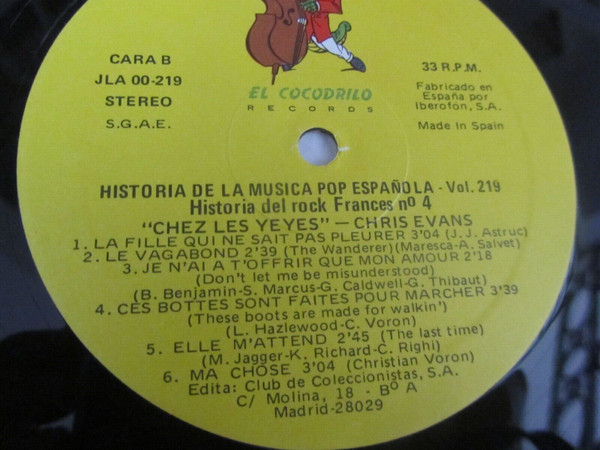 CARA B
JLA 00-219
STEREO
S.G.A.E.
EL COCODRILO
RECORDS
33 R.P.M.
Fabricado en
España por
Iberofón, S.A.
Made in Spain
HISTORIA DE LA MUSICA POP ESPAÑOLA - Vol. 219
Historia del rock Frances nº 4
"CHEZ LES YEYES" - CHRIS EVANS
1. LA FILLE QUI NE SAIT PAS PLEURER 3'04 (J. J. Astruc)
2. LE VAGABOND 2'39 (The Wanderer)(Maresca-A. Salvet)
3. JE N'AI A T'OFFRIR QUE MON AMOUR 2'18
(Don't let me be misunderstood)
(B. Benjamin-S. Marcus-G. Caldwell-G. Thibaut)
4. CES BOTTES SONT FAITES POUR MARCHER 3'39
(These boots are made for walkin')
(L. Hazlewood-C. Voron)
5. ELLE M'ATTEND 2'45 (The last time)
(M. Jagger-K. Richard-C. Righi)
6. MA CHOSE 3'04 (Christian Voron)
Edita: Club de Coleccionistas, S.A.
C/ Molina, 18 - Bº A
Madrid-28029